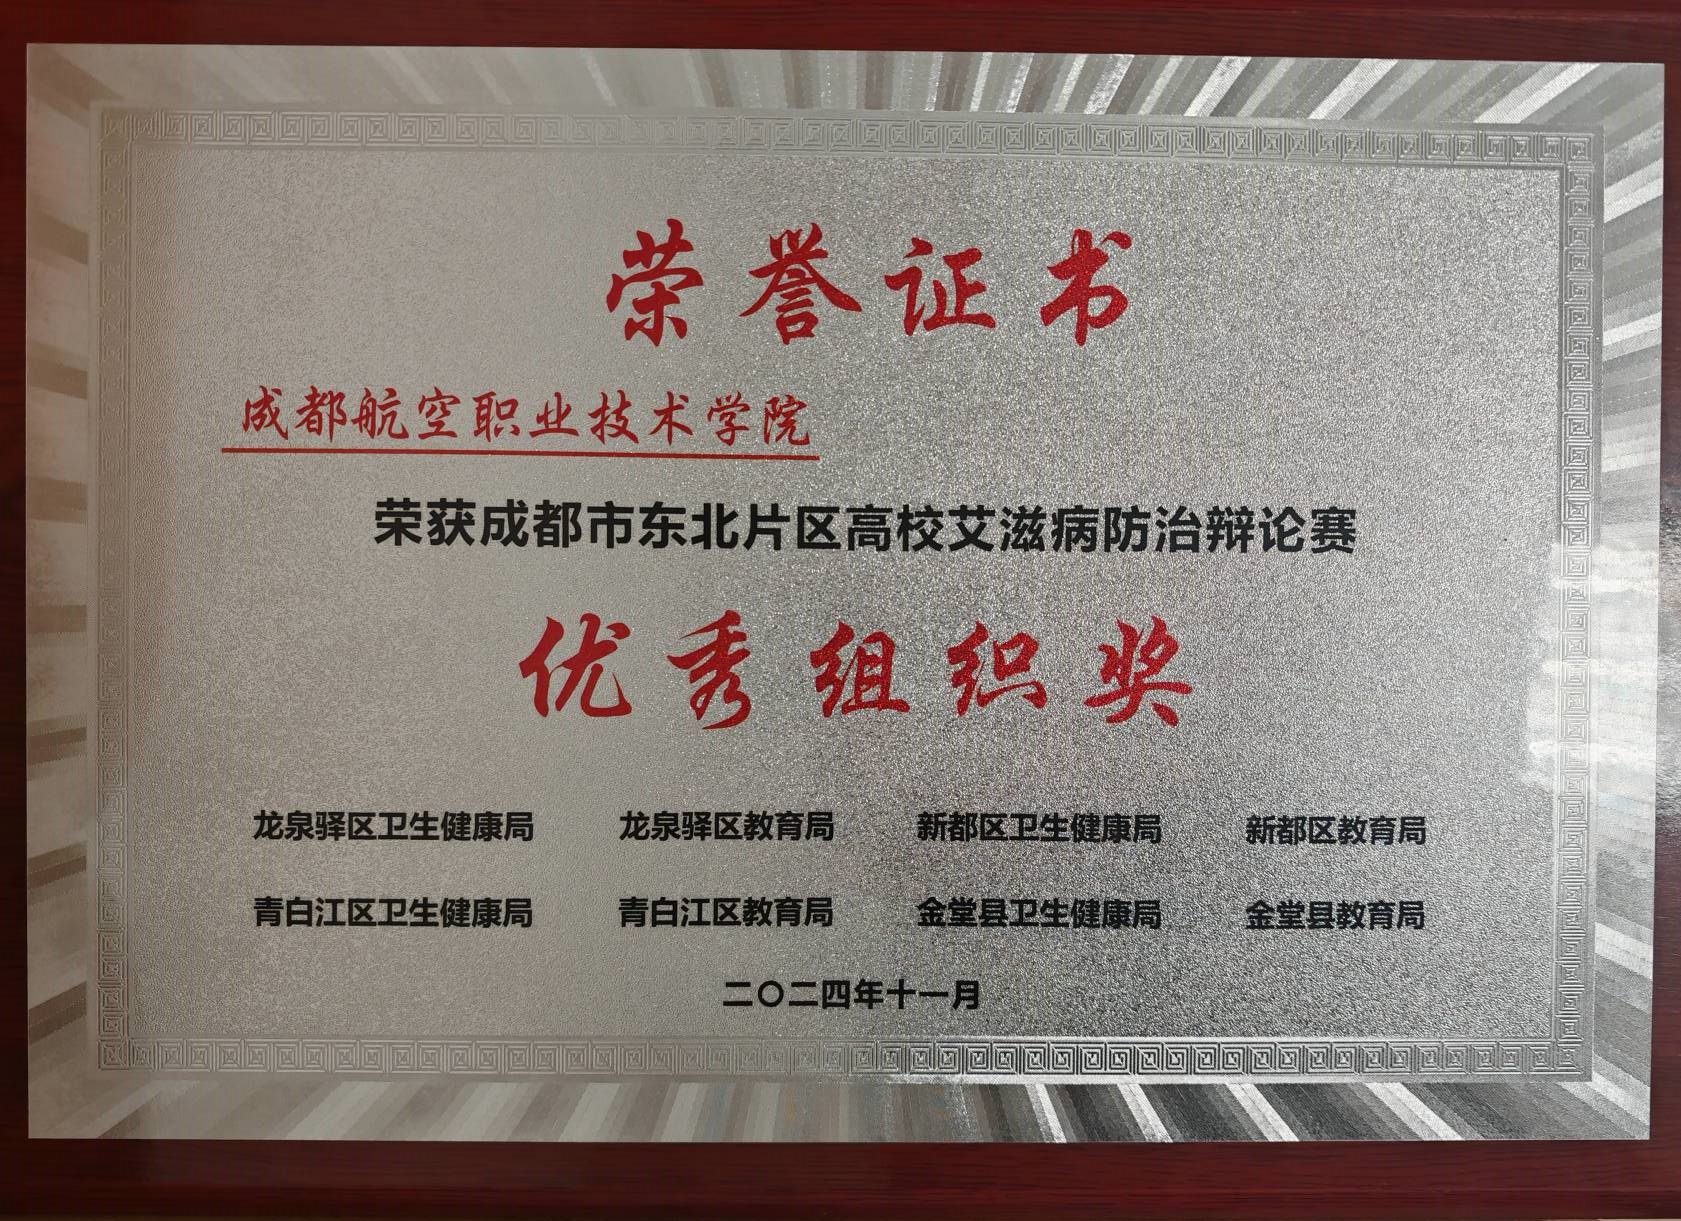 荣誉证书
成都航空职业技术学院
荣获成都市东北片区高校艾滋病防治辩论赛
优秀组织奖
龙泉驿区卫生健康局 龙泉驿区教育局 新都区卫生健康局 新都区教育局
青白江区卫生健康局 青白江区教育局 金堂县卫生健康局 金堂县教育局
二〇二四年十一月